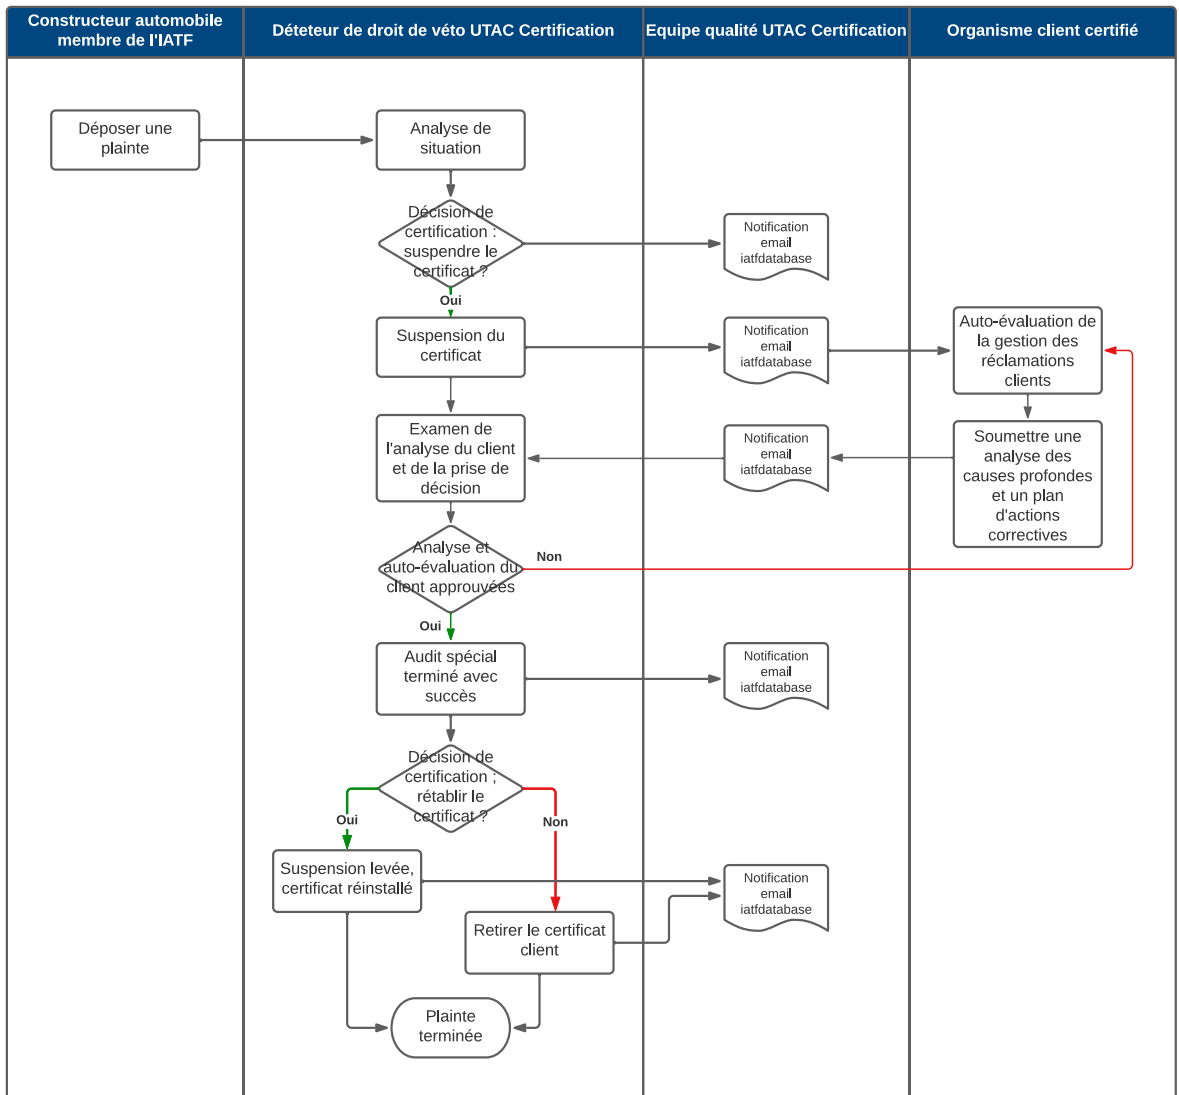 Constructeur automobile
membre de l'IATF
Déteteur de droit de véto UTAC Certification
Equipe qualité UTAC Certification
Organisme client certifié
Déposer une
plainte
Analyse de
situation
Décision de
certification :
suspendre le
certificat ?
Notification
email
iatfdatabase
Oui
Suspension du
certificat
Notification
email
iatfdatabase
Auto-évaluation de
la gestion des
réclamations
clients
Examen de
l'analyse du client
et de la prise de
décision
Notification
email
iatfdatabase
Soumettre une
analyse des
causes profondes
et un plan
d'actions
correctives
Analyse et
auto-évaluation du
client approuvées
Non
Oui
Audit spécial
terminé avec
succès
Notification
email
iatfdatabase
Décision de
certification ;
rétablir le
certificat ?
Oui
Non
Suspension levée,
certificat réinstallé
Notification
email
iatfdatabase
Retirer le certificat
client
Plainte
terminée